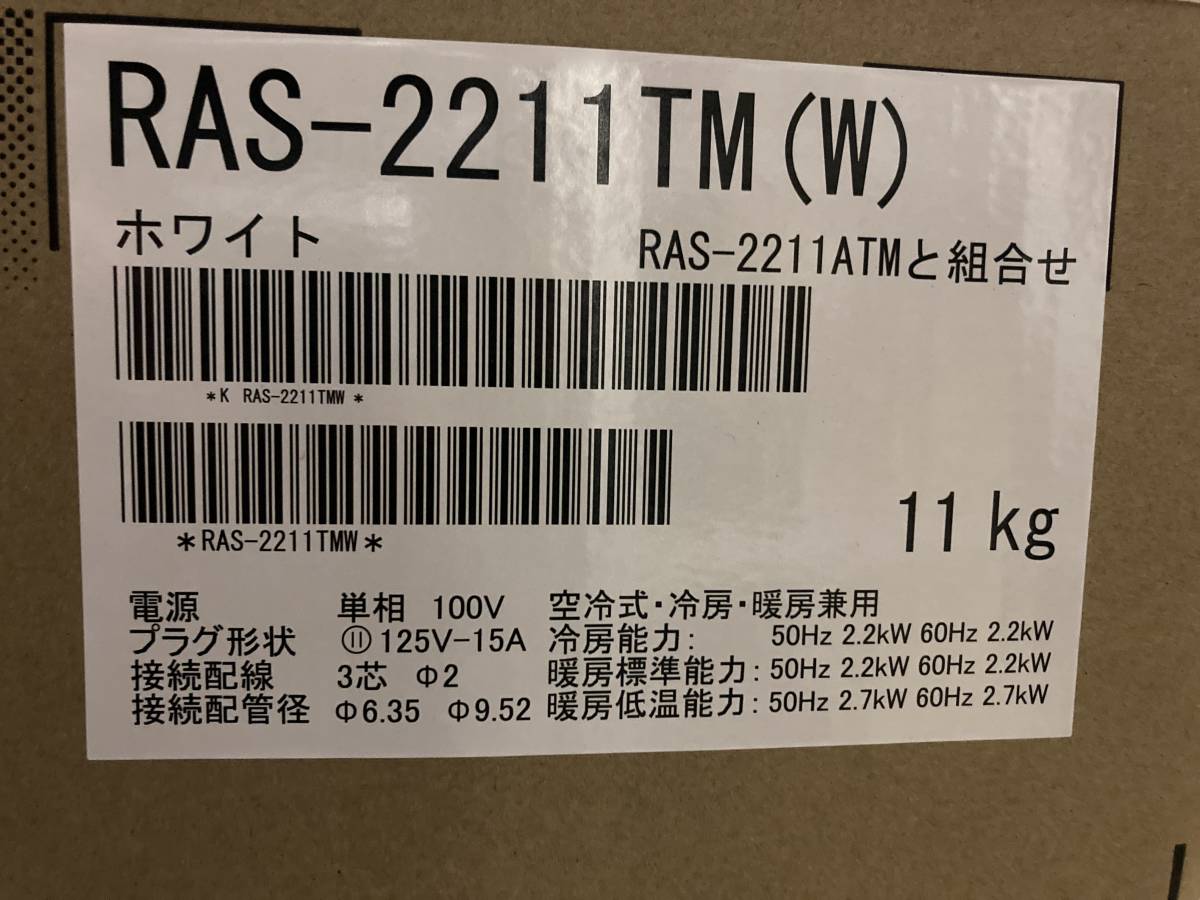 RAS-2211TM(W)
ホワイト
RAS-2211ATMと組合せ
*K RAS-2211TMW *
*RAS-2211TMW*
11 kg
電源 単相 100V 空冷式・冷房・暖房兼用
プラグ形状 125V-15A 冷房能力: 50Hz 2.2kW 60Hz 2.2kW
接続配線 3芯 Φ2 暖房標準能力: 50Hz 2.2kW 60Hz 2.2kW
接続配管径 Φ6.35 Φ9.52 暖房低温能力: 50Hz 2.7kW 60Hz 2.7kW